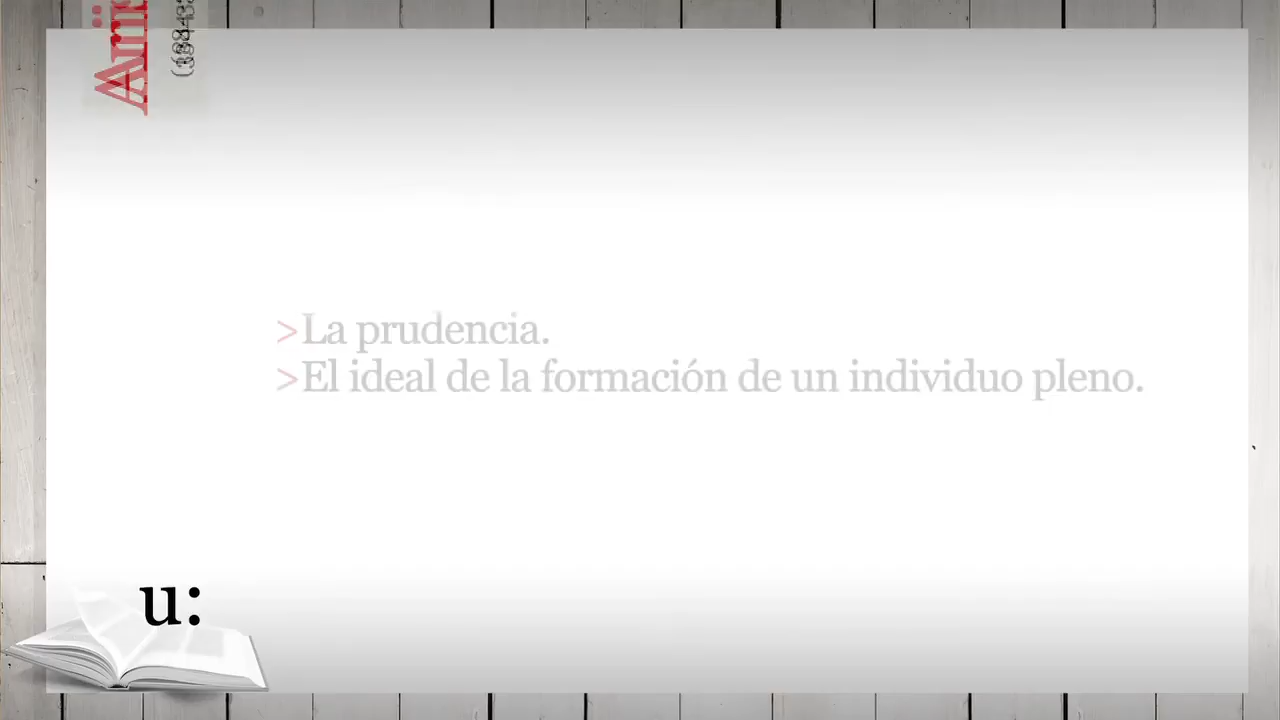 >La prudencia.
>El ideal de la formación de un individuo pleno.
u: